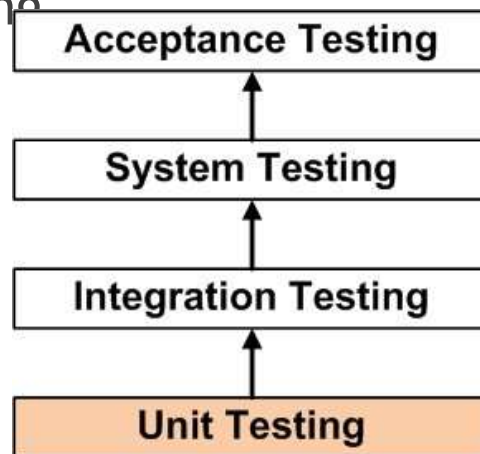 Acceptance Testing
System Testing
Integration Testing
Unit Testing